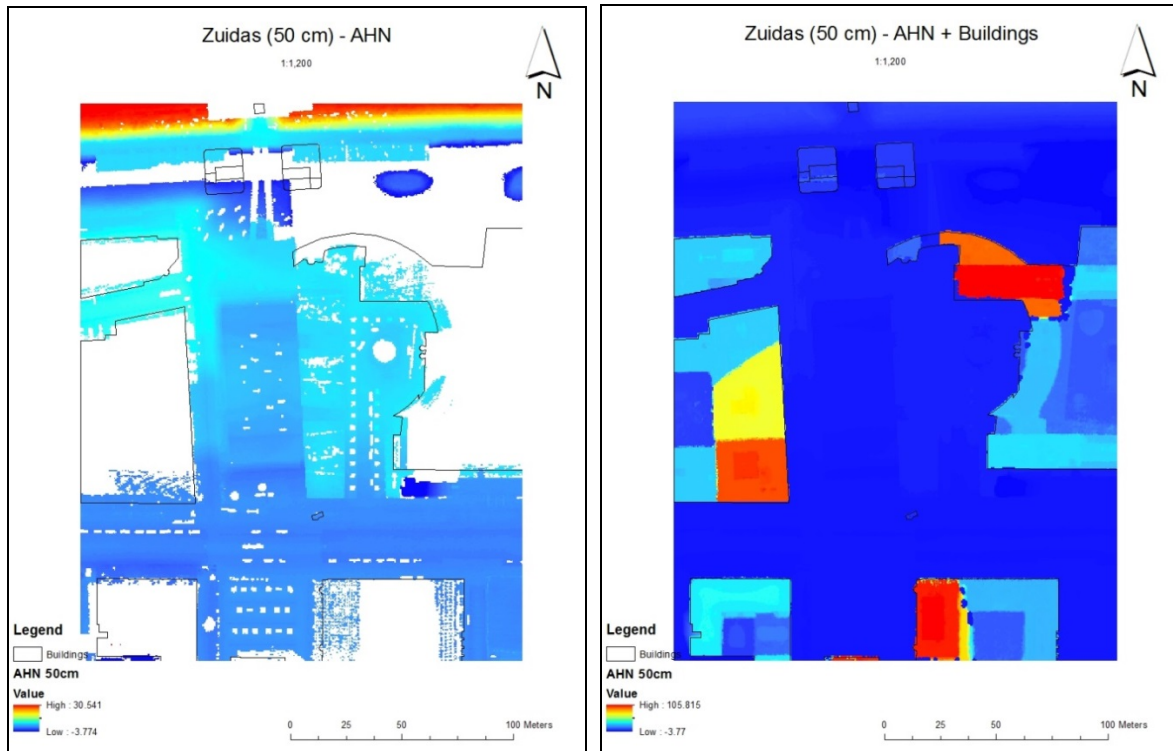 Zuidas (50 cm) - AHN
1:1,200
N
Legend
Buildings
AHN 50cm
Value
High : 30.541
Low : -3.774
0 25 50 100 Meters
Zuidas (50 cm) - AHN + Buildings
1:1,200
N
Legend
Buildings
AHN 50cm
Value
High : 105.815
Low : -3.77
0 25 50 100 Meters